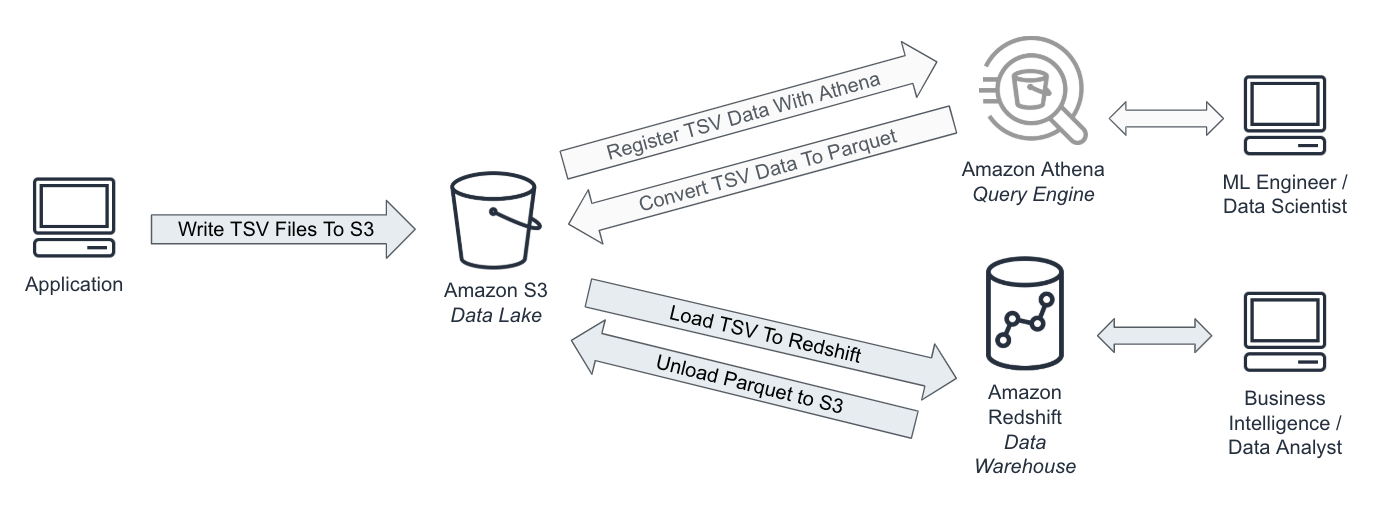 Register TSV Data With Athena
Convert TSV Data To Parquet
Amazon Athena
Query Engine
ML Engineer /
Data Scientist
Write TSV Files To S3
Application
Amazon S3
Data Lake
Load TSV To Redshift
Unload Parquet to S3
Amazon
Redshift
Data
Warehouse
Business
Intelligence /
Data Analyst